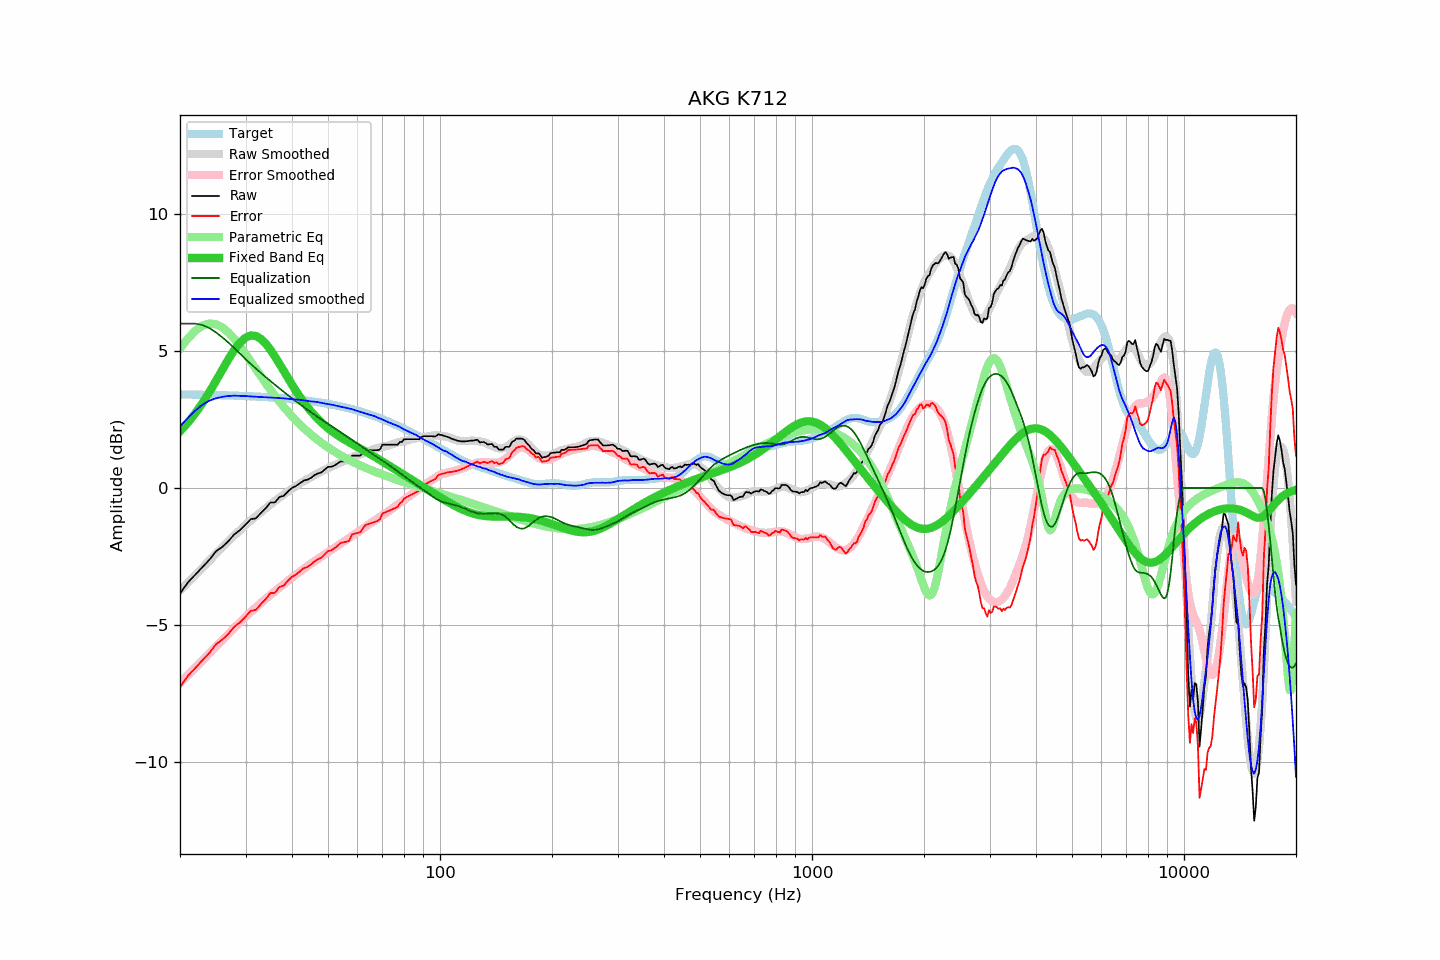 AKG K712
Target
Raw Smoothed
Error Smoothed
Raw
Error
Parametric Eq
Fixed Band Eq
Equalization
Equalized smoothed
Amplitude (dBr)
10
5
0
−5
−10
100
1000
10000
Frequency (Hz)